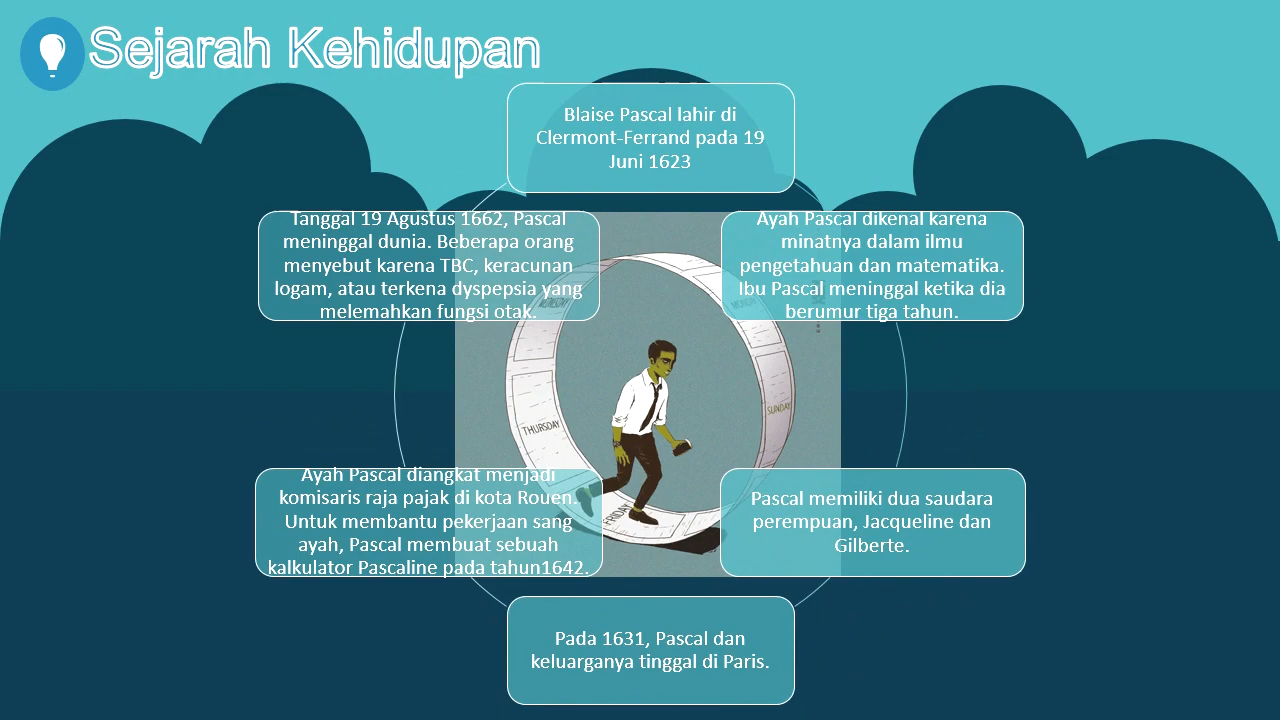 Sejarah Kehidupan
Blaise Pascal lahir di
Clermont-Ferrand pada 19
Juni 1623
Tanggal 19 Agustus 1662, Pascal
meninggal dunia. Beberapa orang
menyebut karena TBC, keracunan
logam, atau terkena dyspepsia yang
melemahkan fungsi otak.
Ayah Pascal dikenal karena
minatnya dalam ilmu
pengetahuan dan matematika.
Ibu Pascal meninggal ketika dia
berumur tiga tahun.
MONDAY
SUNDAY
THURSDAY
FRIDAY
Ayah Pascal diangkat menjadi
komisaris raja pajak di kota Rouen.
Untuk membantu pekerjaan sang
ayah, Pascal membuat sebuah
kalkulator Pascaline pada tahun1642.
Pascal memiliki dua saudara
perempuan, Jacqueline dan
Gilberte.
Pada 1631, Pascal dan
keluarganya tinggal di Paris.